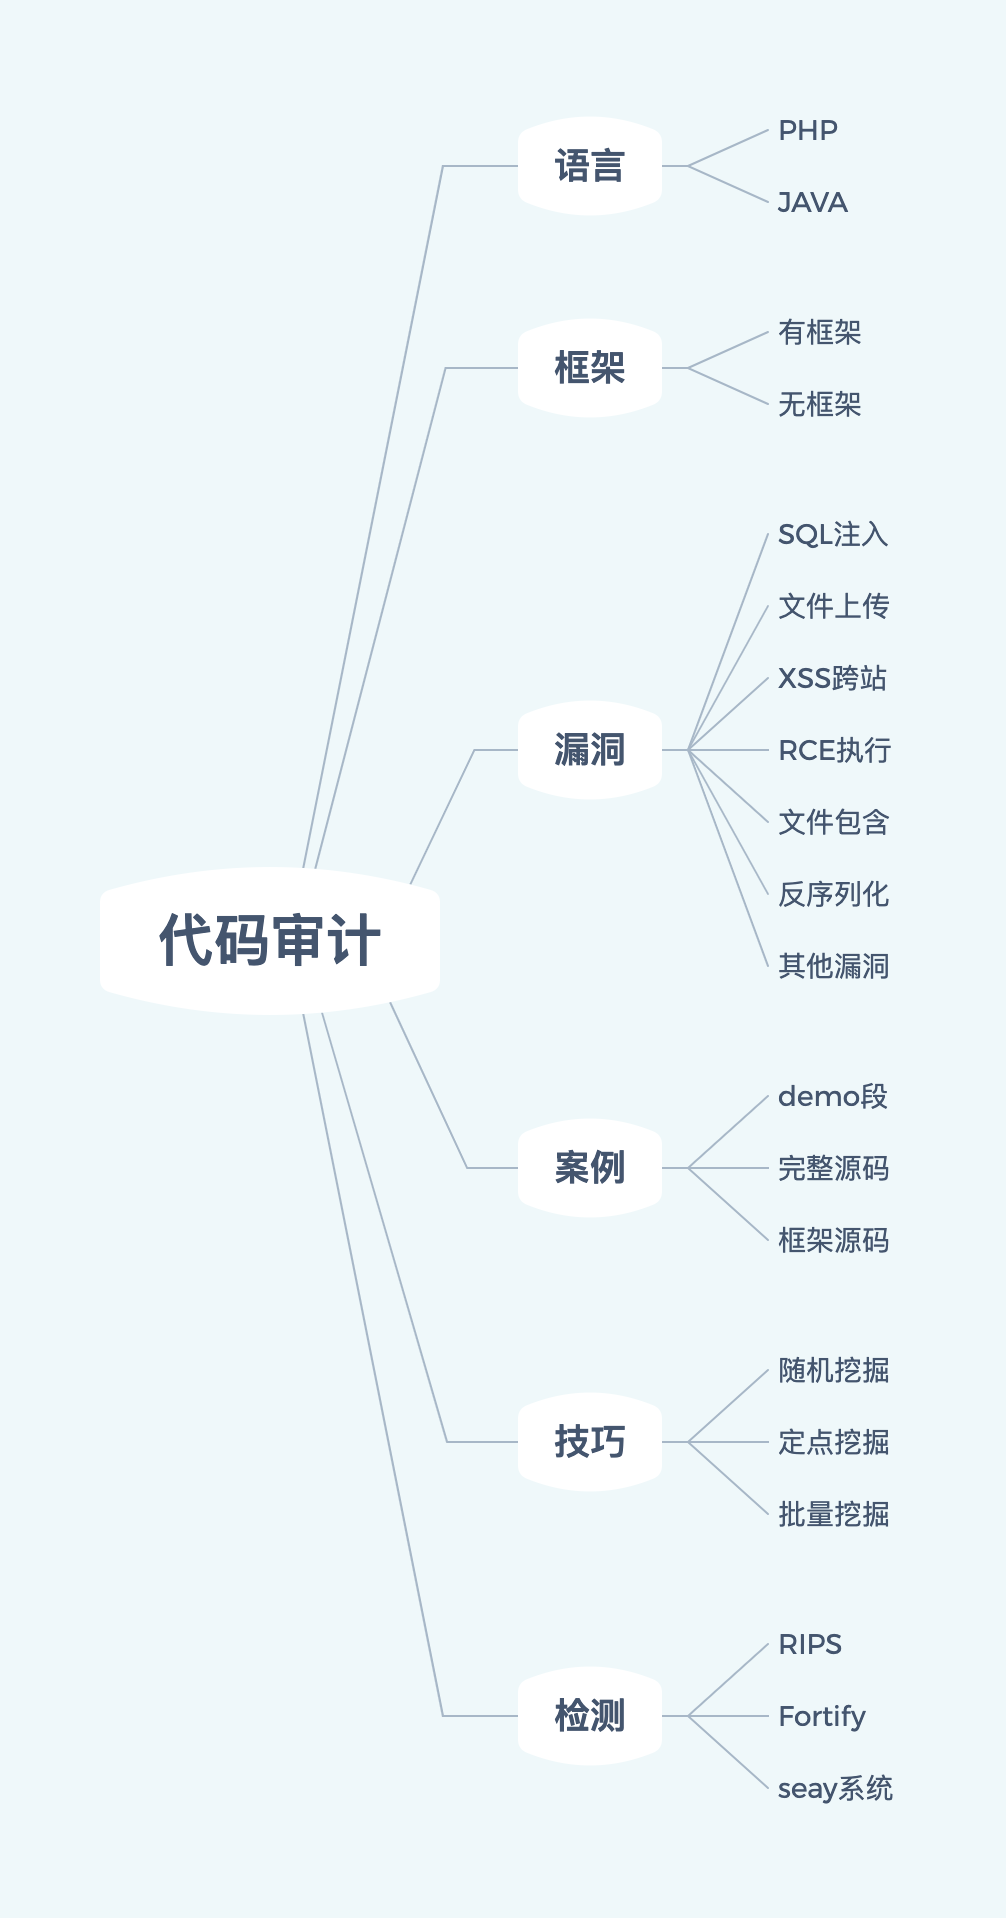 代码审计
语言
PHP
JAVA
框架
有框架
无框架
漏洞
SQL注入
文件上传
XSS跨站
RCE执行
文件包含
反序列化
其他漏洞
案例
demo段
完整源码
框架源码
技巧
随机挖掘
定点挖掘
批量挖掘
检测
RIPS
Fortify
seay系统